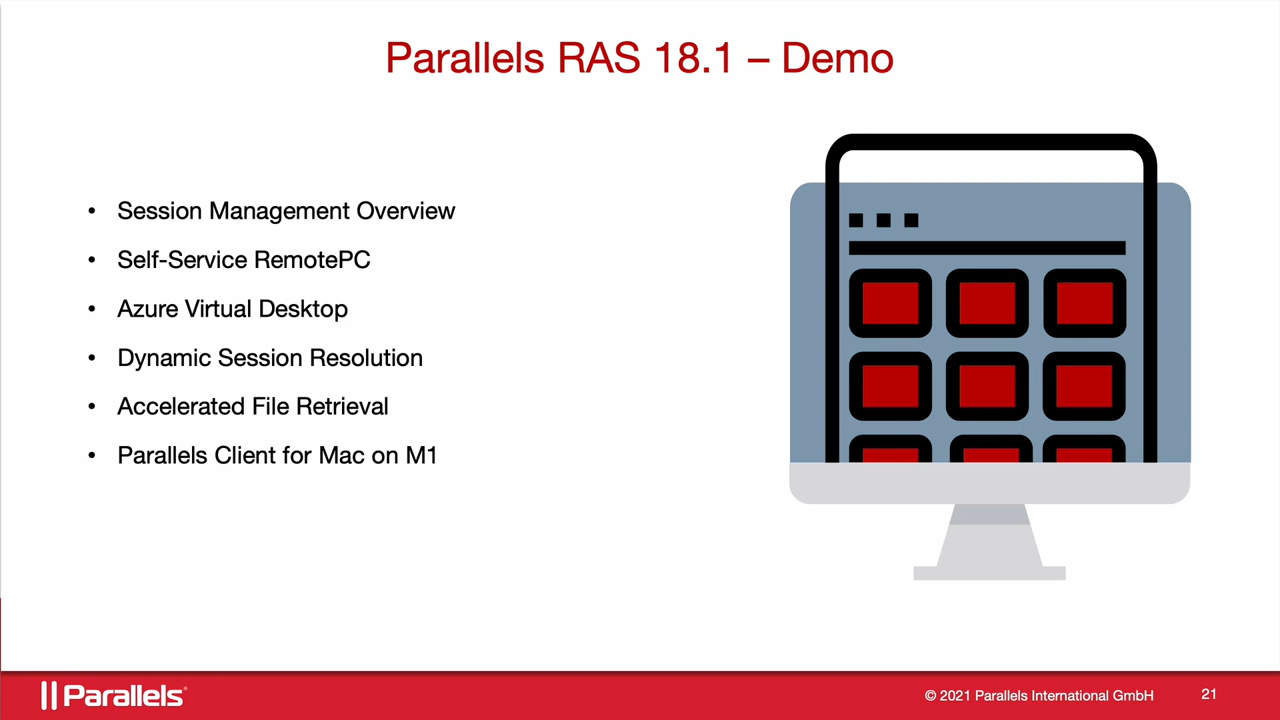 Parallels RAS 18.1 – Demo
• Session Management Overview
• Self-Service RemotePC
• Azure Virtual Desktop
• Dynamic Session Resolution
• Accelerated File Retrieval
• Parallels Client for Mac on M1
Parallels®
© 2021 Parallels International GmbH
21